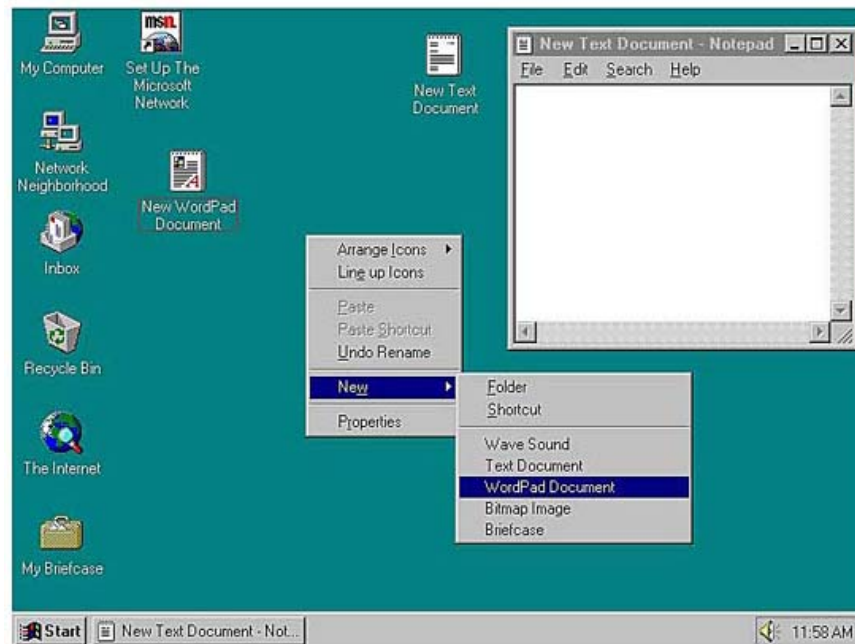 My Computer
msn.
Set Up The
Microsoft
Network
New Text
Document
Network
Neighborhood
New WordPad
Document
Inbox
Recycle Bin
The Internet
My Briefcase
New Text Document - Notepad
File Edit Search Help
Arrange Icons
Line up Icons
Paste
Paste Shortcut
Undo Rename
New
Properties
Folder
Shortcut
Wave Sound
Text Document
WordPad Document
Bitmap Image
Briefcase
Start
New Text Document - Not...
11:58 AM